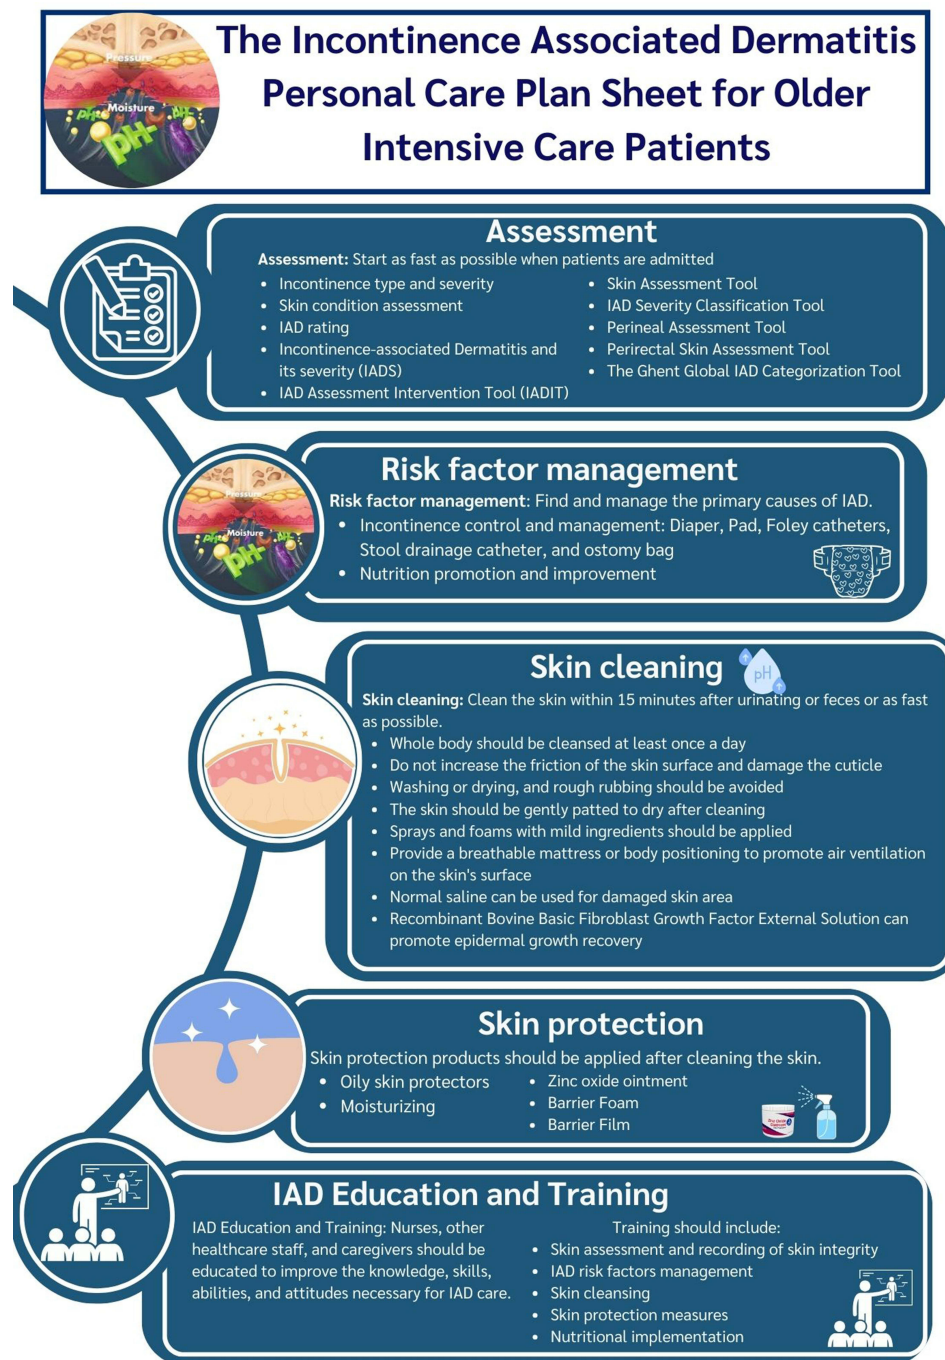 The Incontinence Associated Dermatitis
Personal Care Plan Sheet for Older
Intensive Care Patients
Pressure
Moisture
pH-
pH-
pH-
Assessment
Assessment: Start as fast as possible when patients are admitted
• Incontinence type and severity
• Skin condition assessment
• IAD rating
• Incontinence-associated Dermatitis and
its severity (IADS)
• IAD Assessment Intervention Tool (IADIT)
• Skin Assessment Tool
• IAD Severity Classification Tool
• Perineal Assessment Tool
• Perirectal Skin Assessment Tool
• The Ghent Global IAD Categorization Tool
Risk factor management
Pressure
Moisture
pH-
pH-
pH-
Risk factor management: Find and manage the primary causes of IAD.
• Incontinence control and management: Diaper, Pad, Foley catheters,
Stool drainage catheter, and ostomy bag
• Nutrition promotion and improvement
Skin cleaning
pH
Skin cleaning: Clean the skin within 15 minutes after urinating or feces or as fast
as possible.
• Whole body should be cleansed at least once a day
• Do not increase the friction of the skin surface and damage the cuticle
• Washing or drying, and rough rubbing should be avoided
• The skin should be gently patted to dry after cleaning
• Sprays and foams with mild ingredients should be applied
• Provide a breathable mattress or body positioning to promote air ventilation
on the skin's surface
• Normal saline can be used for damaged skin area
• Recombinant Bovine Basic Fibroblast Growth Factor External Solution can
promote epidermal growth recovery
Skin protection
Skin protection products should be applied after cleaning the skin.
• Oily skin protectors
• Moisturizing
• Zinc oxide ointment
• Barrier Foam
• Barrier Film
IAD Education and Training
IAD Education and Training: Nurses, other
healthcare staff, and caregivers should be
educated to improve the knowledge, skills,
abilities, and attitudes necessary for IAD care.
Training should include:
• Skin assessment and recording of skin integrity
• IAD risk factors management
• Skin cleansing
• Skin protection measures
• Nutritional implementation